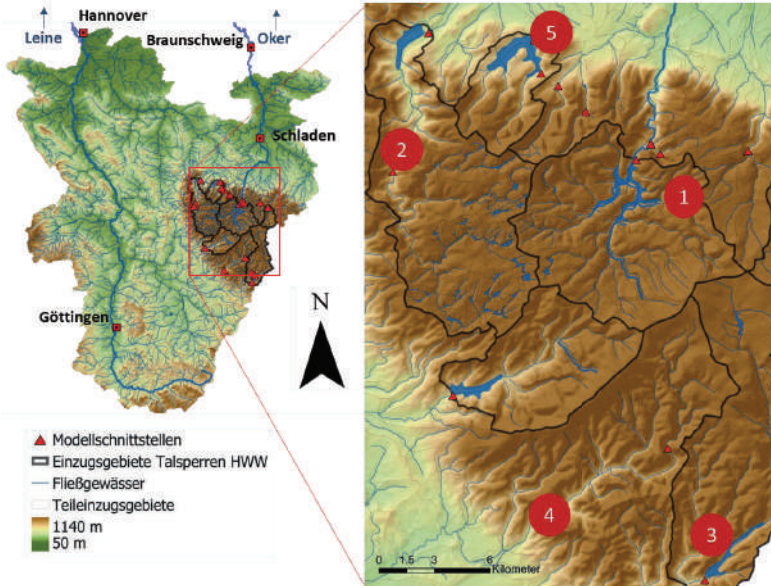 Hannover
Leine
Braunschweig
Oker
Schladen
Göttingen
N
Modellschnittstellen
Einzugsgebiete Talsperren HWW
Fließgewässer
Teileinzugsgebiete
1140 m
50 m
5
2
1
4
3
0 1.5 3 6
Kilometer